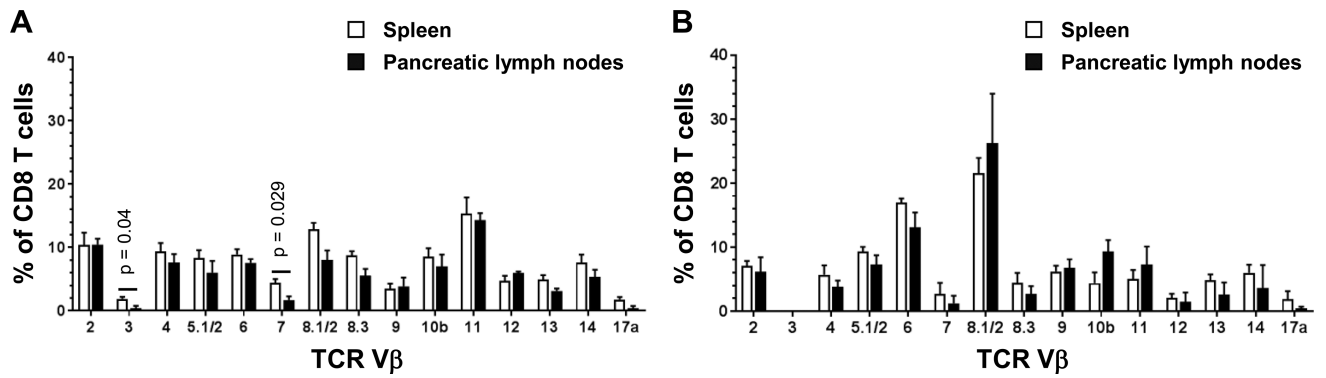 A
Spleen
Pancreatic lymph nodes
% of CD8 T cells
40
30
20
10
0
p = 0.04
p = 0.029
2 3 4 5.1/2 6 7 8.1/2 8.3 9 10b 11 12 13 14 17a
TCR Vβ
B
Spleen
Pancreatic lymph nodes
% of CD8 T cells
40
30
20
10
0
2 3 4 5.1/2 6 7 8.1/2 8.3 9 10b 11 12 13 14 17a
TCR Vβ